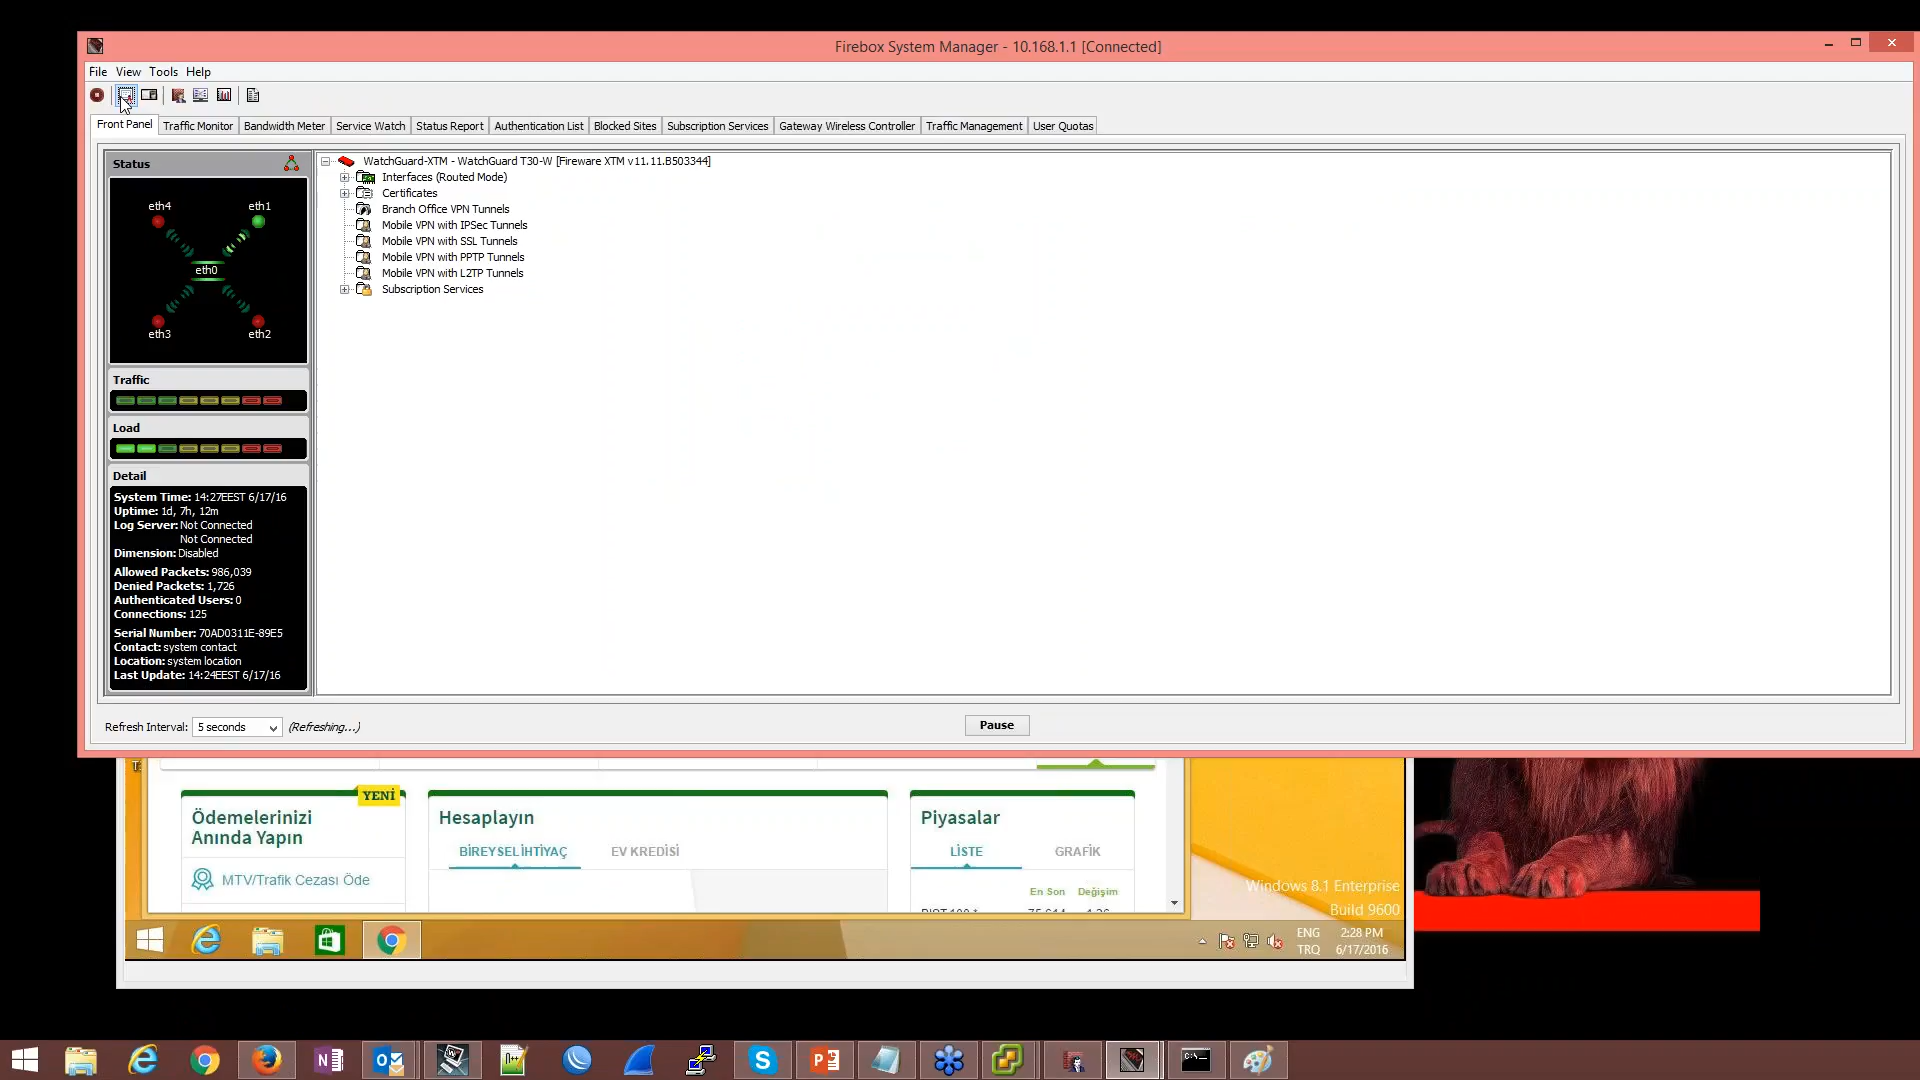 Firebox System Manager - 10.168.1.1 [Connected]
File View Tools Help
Front Panel Traffic Monitor Bandwidth Meter Service Watch Status Report Authentication List Blocked Sites Subscription Services Gateway Wireless Controller Traffic Management User Quotas
Status
eth4 eth1
eth0
eth3 eth2
Traffic
Load
Detail
System Time: 14:27EEST 6/17/16
Uptime: 1d, 7h, 12m
Log Server: Not Connected
Not Connected
Dimension: Disabled
Allowed Packets: 986,039
Denied Packets: 1,726
Authenticated Users: 0
Connections: 125
Serial Number: 70AD0311E-89E5
Contact: system contact
Location: system location
Last Update: 14:24EEST 6/17/16
WatchGuard-XTM - WatchGuard T30-W [Fireware XTM v11.11.B503344]
Interfaces (Routed Mode)
Certificates
Branch Office VPN Tunnels
Mobile VPN with IPSec Tunnels
Mobile VPN with SSL Tunnels
Mobile VPN with PPTP Tunnels
Mobile VPN with L2TP Tunnels
Subscription Services
Refresh Interval: 5 seconds (Refreshing...)
Pause
YENİ
Ödemelerinizi
Anında Yapın
MTV/Trafik Cezası Öde
Hesaplayın
BİREYSEL İHTİYAÇ EV KREDİSİ
Piyasalar
LİSTE GRAFİK
En Son Değişim
Windows 8.1 Enterprise
Build 9600
ENG 2:28 PM
TRQ 6/17/2016